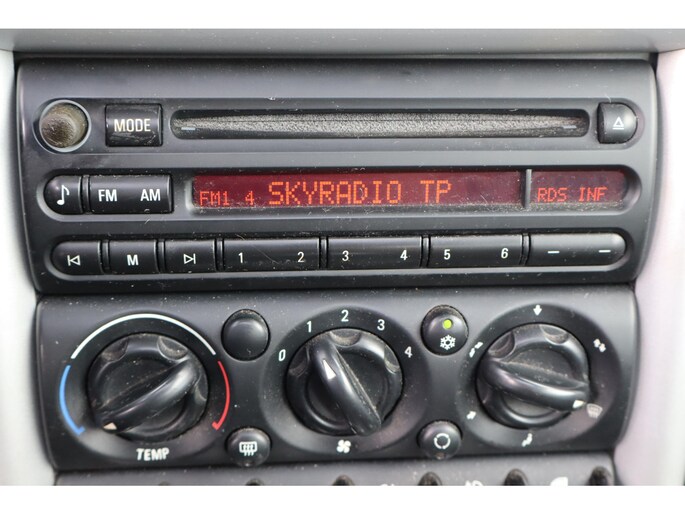 MODE
FM AM
FM1 4 SKYRADIO TP RDS INF
M 1 2 3 4 5 6
0 1 2 3 4
TEMP